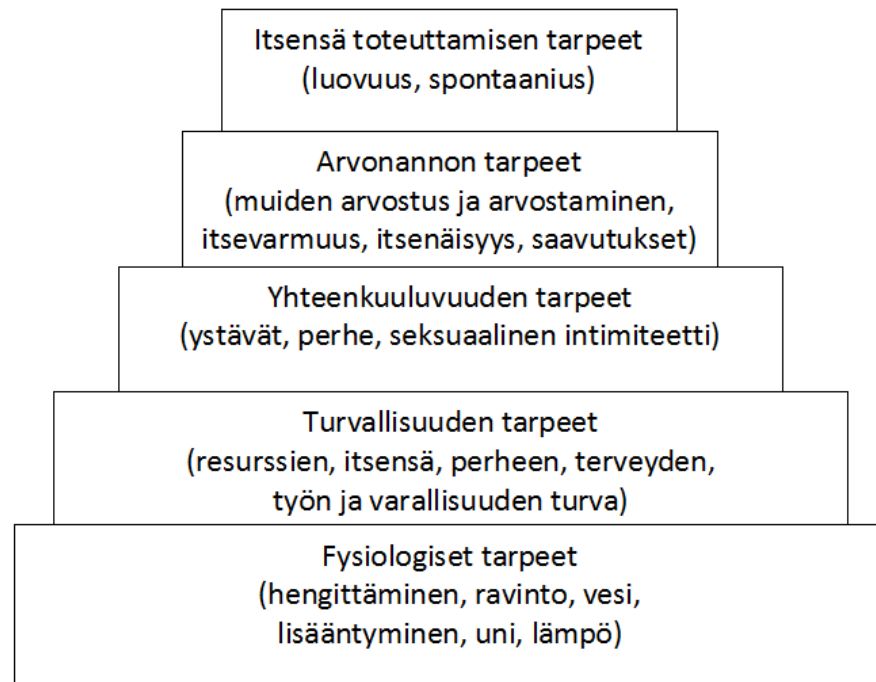 Itsensä toteuttamisen tarpeet
(luovuus, spontaanius)
Arvonannon tarpeet
(muiden arvostus ja arvostaminen,
itsevarmuus, itsenäisyys, saavutukset)
Yhteenkuuluvuuden tarpeet
(ystävät, perhe, seksuaalinen intimiteetti)
Turvallisuuden tarpeet
(resurssien, itsensä, perheen, terveyden,
työn ja varallisuuden turva)
Fysiologiset tarpeet
(hengittäminen, ravinto, vesi,
lisääntyminen, uni, lämpö)